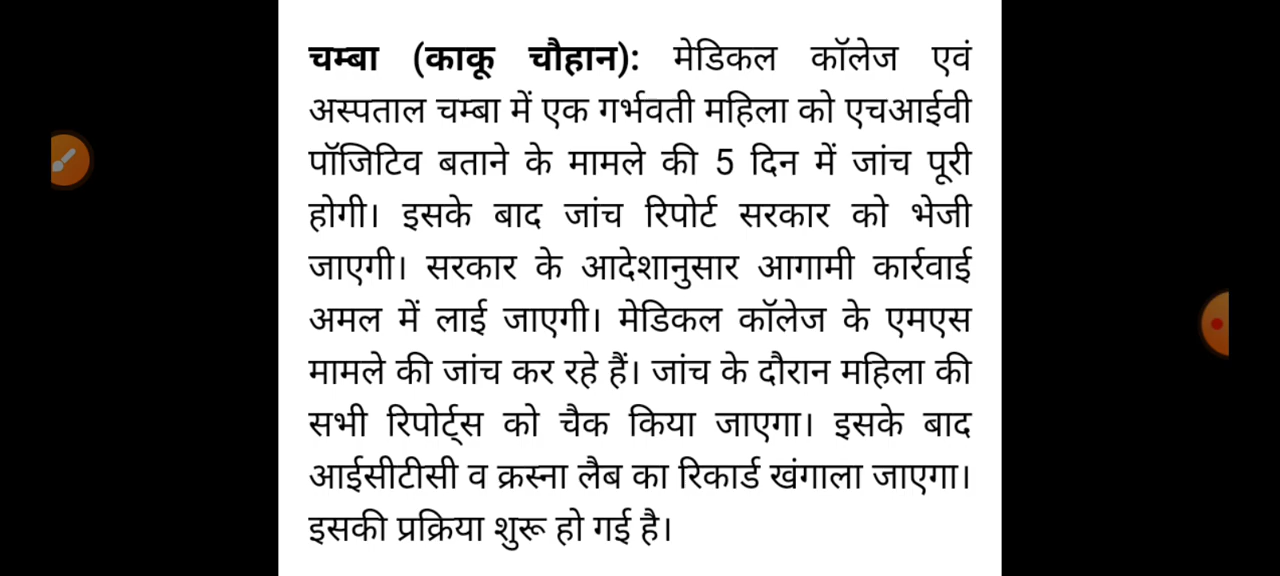 चम्बा (काकू चौहान): मेडिकल कॉलेज एवं
अस्पताल चम्बा में एक गर्भवती महिला को एचआईवी
पॉजिटिव बताने के मामले की 5 दिन में जांच पूरी
होगी। इसके बाद जांच रिपोर्ट सरकार को भेजी
जाएगी। सरकार के आदेशानुसार आगामी कार्रवाई
अमल में लाई जाएगी। मेडिकल कॉलेज के एमएस
मामले की जांच कर रहे हैं। जांच के दौरान महिला की
सभी रिपोर्ट्स को चैक किया जाएगा। इसके बाद
आईसीटीसी व क्रस्ना लैब का रिकार्ड खंगाला जाएगा।
इसकी प्रक्रिया शुरू हो गई है।